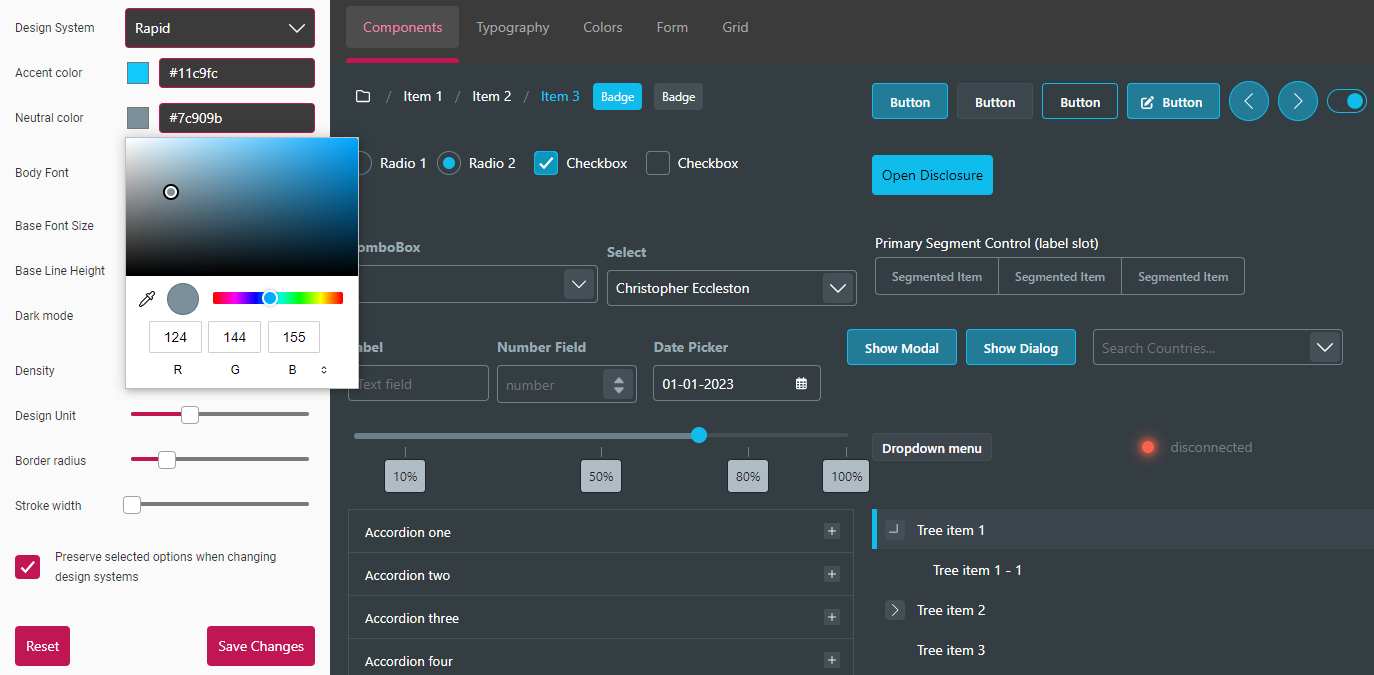 Design System
Rapid
Accent color
#11c9fc
Neutral color
#7c909b
Body Font
Base Font Size
Base Line Height
Dark mode
124 144 155
R G B
Density
Design Unit
Border radius
Stroke width
Preserve selected options when changing
design systems
Reset
Save Changes
Components Typography Colors Form Grid
/ Item 1 / Item 2 / Item 3 Badge Badge
Button Button Button Button
Radio 1 Radio 2 Checkbox Checkbox
Open Disclosure
omboBox
Select
Christopher Eccleston
Primary Segment Control (label slot)
Segmented Item Segmented Item Segmented Item
abel Number Field Date Picker
Text field number 01-01-2023
Show Modal Show Dialog Search Countries...
10% 50% 80% 100%
Dropdown menu
disconnected
Accordion one
Accordion two
Accordion three
Accordion four
Tree item 1
Tree item 1 - 1
Tree item 2
Tree item 3